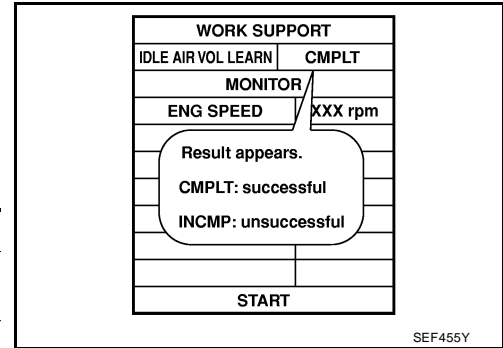 WORK SUPPORT
IDLE AIR VOL LEARN CMPLT
MONITOR
ENG SPEED XXX rpm
Result appears.
CMPLT: successful
INCMP: unsuccessful
START
SEF455Y